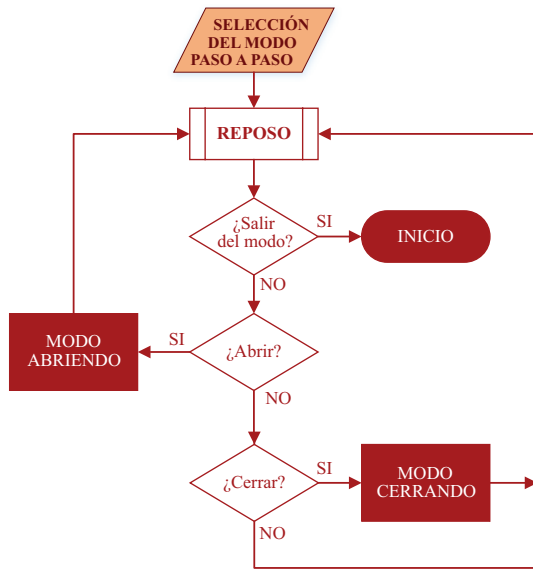 SELECCIÓN
DEL MODO
PASO A PASO
REPOSO
¿Salir
del modo?
SI
INICIO
NO
MODO
ABRIENDO
SI
¿Abrir?
NO
¿Cerrar?
SI
MODO
CERRANDO
NO